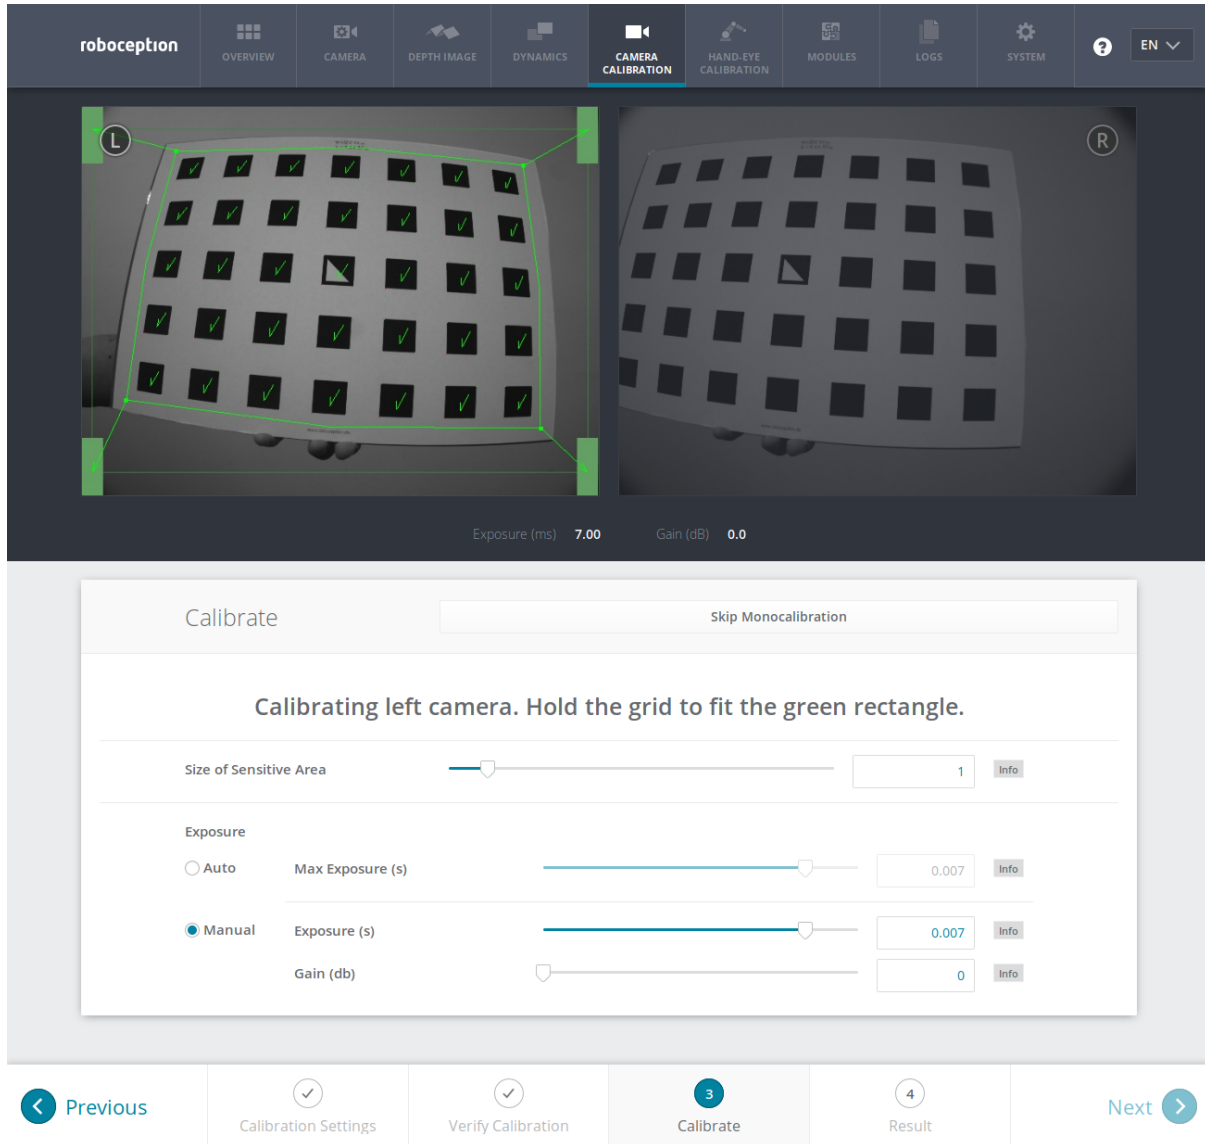 roboception
OVERVIEW
CAMERA
DEPTH IMAGE
DYNAMICS
CAMERA
CALIBRATION
HAND-EYE
CALIBRATION
MODULES
LOGS
SYSTEM
?
EN
L
R
Exposure (ms) 7.00 Gain (dB) 0.0
Calibrate
Skip Monocalibration
Calibrating left camera. Hold the grid to fit the green rectangle.
Size of Sensitive Area 1 Info
Exposure
Auto Max Exposure (s) 0.007 Info
Manual Exposure (s) 0.007 Info
Gain (db) 0 Info
Previous
Calibration Settings
Verify Calibration
3
Calibrate
4
Result
Next